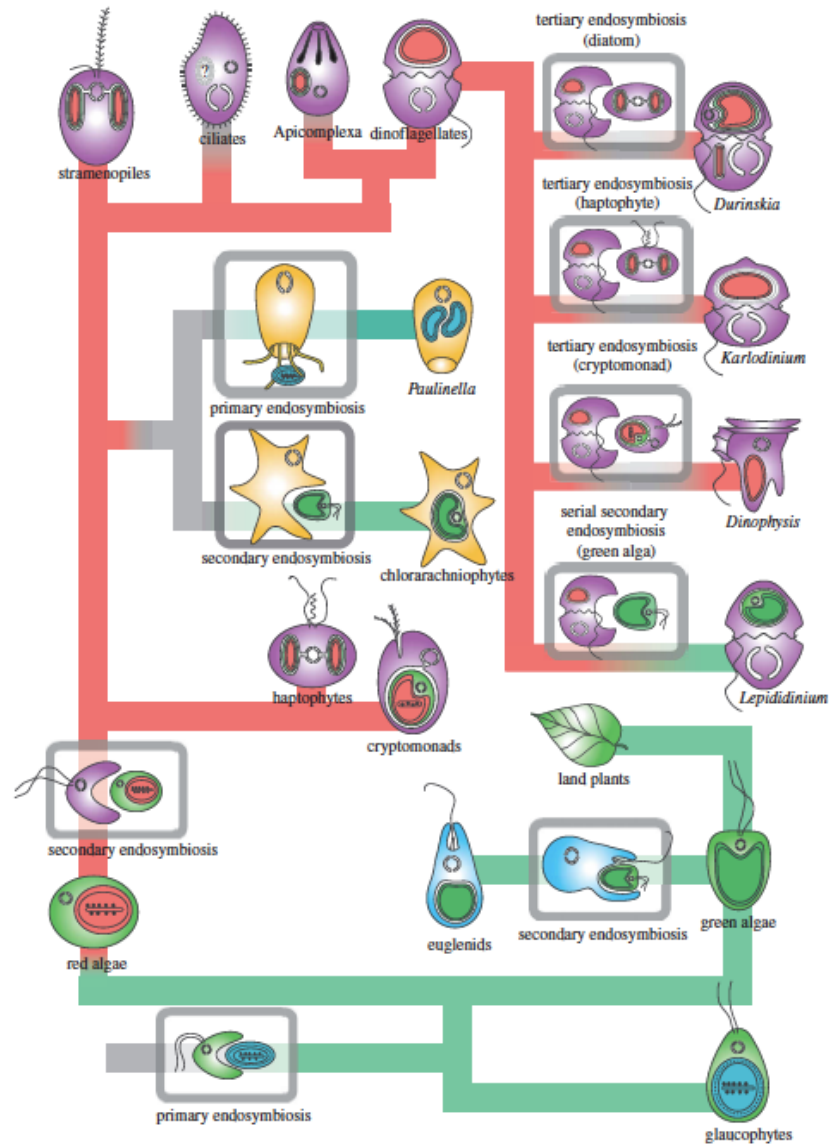 tertiary endosymbiosis
(diatom)
stramenopiles
ciliates
?
Apicomplexa
dinoflagellates
Durinskia
tertiary endosymbiosis
(haptophyte)
Karlodinium
primary endosymbiosis
Paulinella
tertiary endosymbiosis
(cryptomonad)
Dinophysis
secondary endosymbiosis
chlorarachniophytes
serial secondary
endosymbiosis
(green alga)
Lepididinium
haptophytes
cryptomonads
land plants
secondary endosymbiosis
red algae
euglenids
secondary endosymbiosis
green algae
primary endosymbiosis
glaucophytes